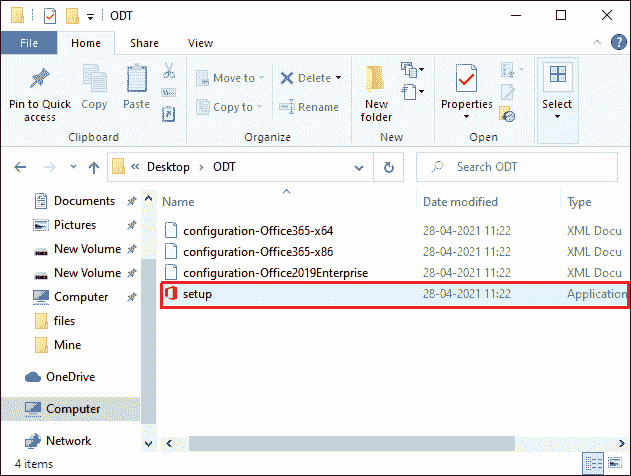 ODT
File Home Share View
Pin to Quick access
Copy
Paste
Clipboard
Move to
Copy to
Delete
Rename
Organize
New folder
New
Properties
Open
Select
« Desktop › ODT
Search ODT
Name Date modified Type
Documents
Pictures
New Volume
New Volume
Computer
files
Mine
OneDrive
Computer
Network
configuration-Office365-x64 28-04-2021 11:22 XML Docu
configuration-Office365-x86 28-04-2021 11:22 XML Docu
configuration-Office2019Enterprise 28-04-2021 11:22 XML Docu
setup 28-04-2021 11:22 Application
4 items